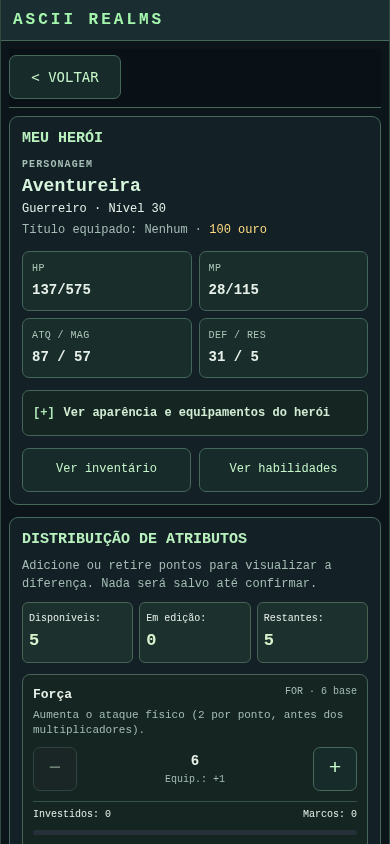 ASCII REALMS
< VOLTAR
MEU HERÓI
PERSONAGEM
Aventureira
Guerreiro · Nível 30
Título equipado: Nenhum · 100 ouro
HP
137/575
MP
28/115
ATQ / MAG
87 / 57
DEF / RES
31 / 5
[+] Ver aparência e equipamentos do herói
Ver inventário
Ver habilidades
DISTRIBUIÇÃO DE ATRIBUTOS
Adicione ou retire pontos para visualizar a
diferença. Nada será salvo até confirmar.
Disponíveis:
5
Em edição:
0
Restantes:
5
Força
FOR · 6 base
Aumenta o ataque físico (2 por ponto, antes dos
multiplicadores).
−
6
Equip.: +1
+
Investidos: 0
Marcos: 0